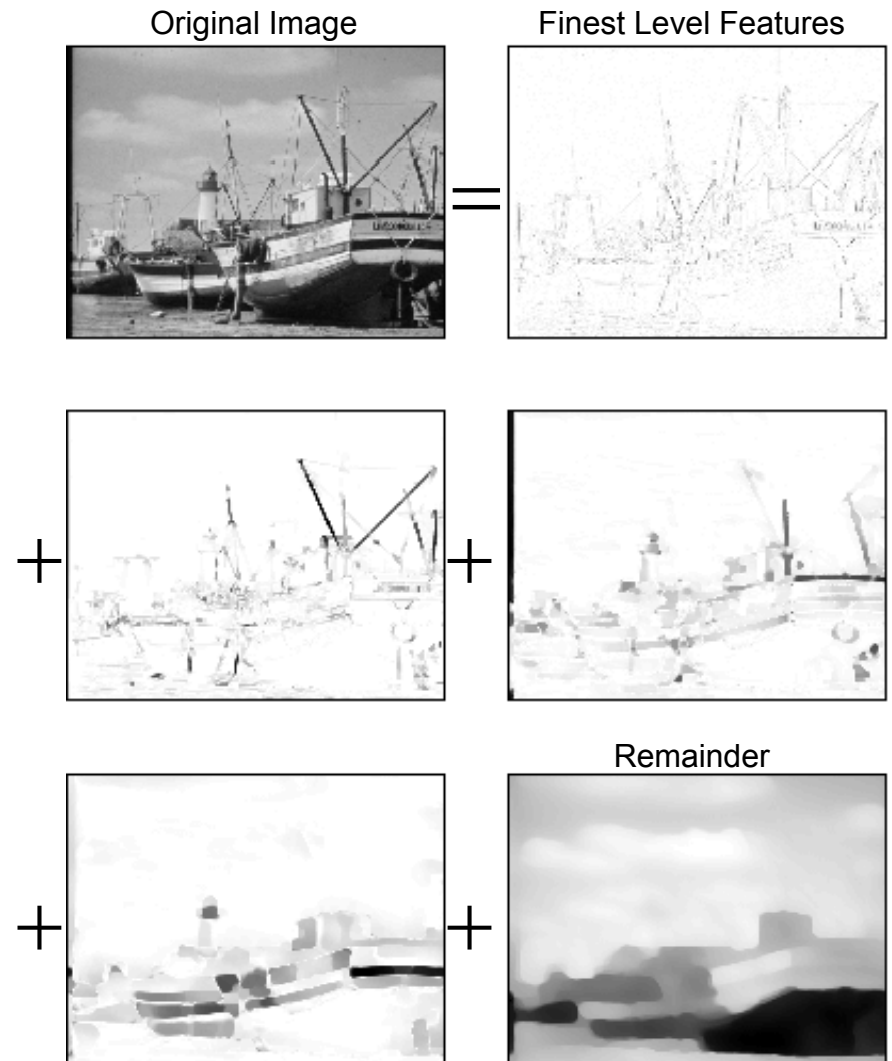 Original Image
Finest Level Features
=
+
+
Remainder
+
+